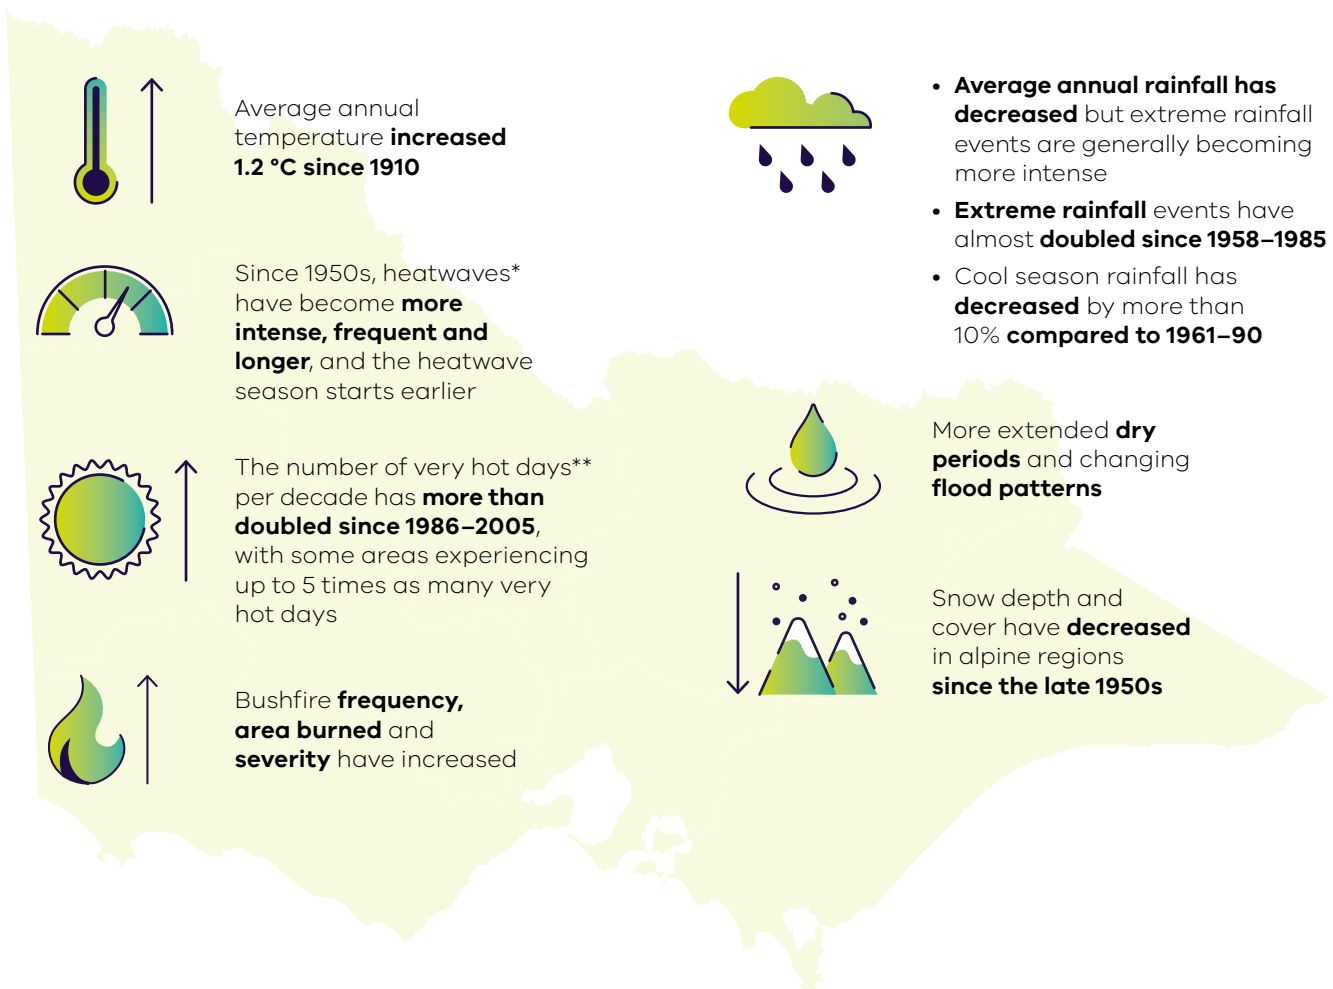 Average annual
temperature increased
1.2 °C since 1910
Since 1950s, heatwaves*
have become more
intense, frequent and
longer, and the heatwave
season starts earlier
The number of very hot days**
per decade has more than
doubled since 1986–2005,
with some areas experiencing
up to 5 times as many very
hot days
Bushfire frequency,
area burned and
severity have increased
• Average annual rainfall has
decreased but extreme rainfall
events are generally becoming
more intense
• Extreme rainfall events have
almost doubled since 1958–1985
• Cool season rainfall has
decreased by more than
10% compared to 1961–90
More extended dry
periods and changing
flood patterns
Snow depth and
cover have decreased
in alpine regions
since the late 1950s